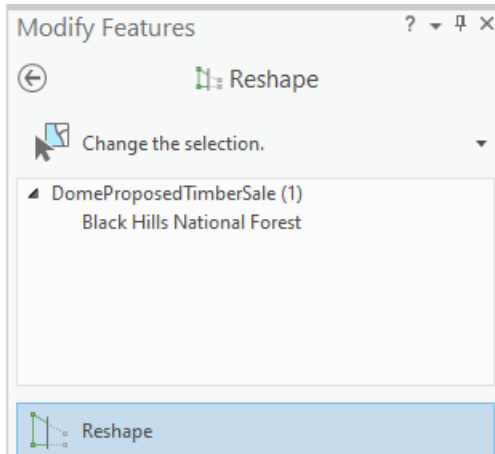 Modify Features ?
Reshape
Change the selection.
DomeProposedTimberSale (1)
Black Hills National Forest
Reshape